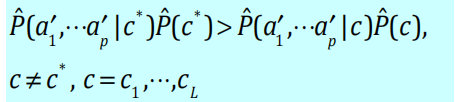 P̂(a′₁,⋯a′ₚ|c*)P̂(c*)>P̂(a′₁,⋯a′ₚ|c)P̂(c),
c≠c*, c=c₁,⋯,c_L